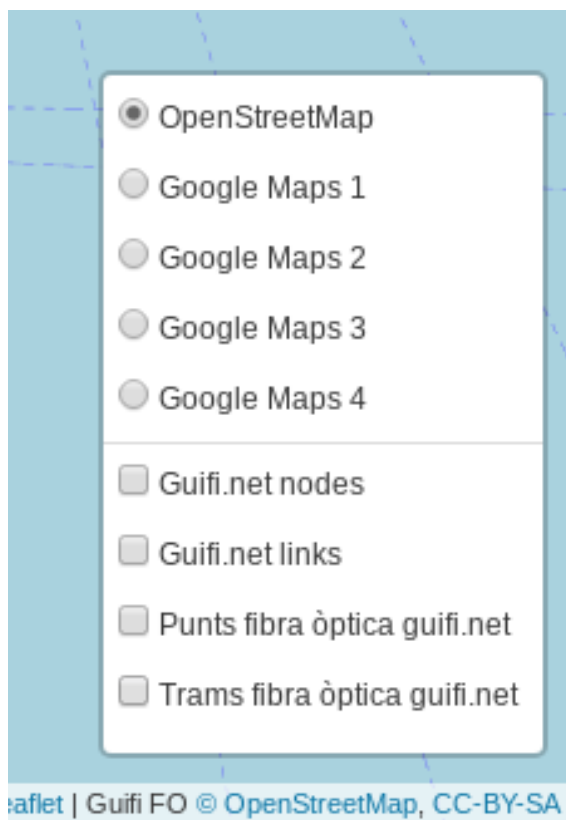 OpenStreetMap
Google Maps 1
Google Maps 2
Google Maps 3
Google Maps 4
Guifi.net nodes
Guifi.net links
Punts fibra òptica guifi.net
Trams fibra òptica guifi.net
eaflet | Guifi FO © OpenStreetMap, CC-BY-SA